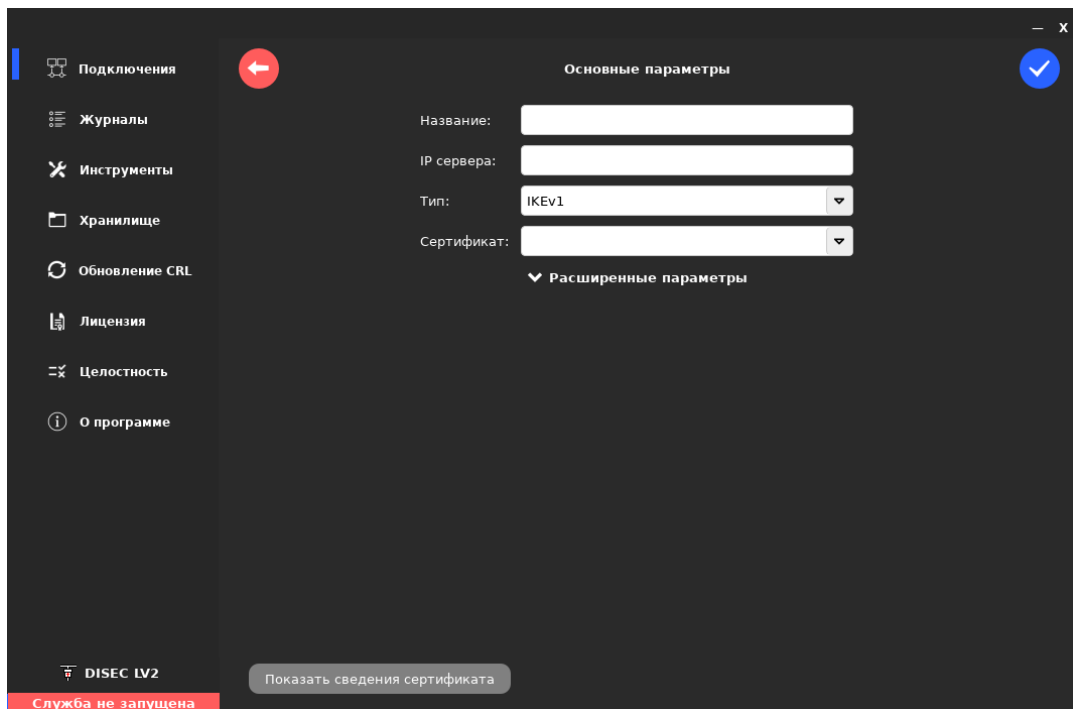 — X
Подключения
Основные параметры
Журналы
Название:
IP сервера:
Инструменты
Тип: IKEv1
Хранилище
Сертификат:
Обновление CRL
Расширенные параметры
Лицензия
Целостность
О программе
DISEC LV2
Показать сведения сертификата
Служба не запущена